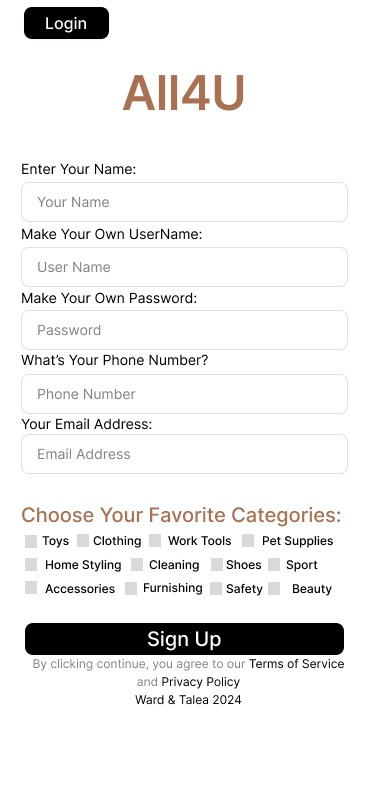 Login
All4U
Enter Your Name:
Your Name
Make Your Own UserName:
User Name
Make Your Own Password:
Password
What's Your Phone Number?
Phone Number
Your Email Address:
Email Address
Choose Your Favorite Categories:
Toys Clothing Work Tools Pet Supplies
Home Styling Cleaning Shoes Sport
Accessories Furnishing Safety Beauty
Sign Up
By clicking continue, you agree to our Terms of Service
and Privacy Policy
Ward & Talea 2024